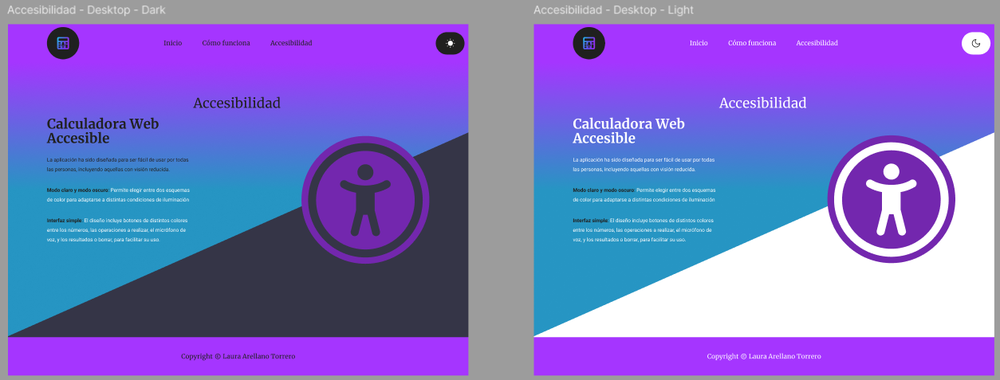 Accesibilidad - Desktop - Dark
Inicio Cómo funciona Accesibilidad
Accesibilidad
Calculadora Web
Accesible
La aplicación ha sido diseñada para ser fácil de usar por todas
las personas, incluyendo aquellas con visión reducida.
Modo claro y modo oscuro: Permite elegir entre dos esquemas
de color para adaptarse a distintas condiciones de iluminación
Interfaz simple: El diseño incluye botones de distintos colores
entre los números, las operaciones a realizar, el micrófono de
voz, y los resultados o borrar, para facilitar su uso.
Copyright © Laura Arellano Torrero
Accesibilidad - Desktop - Light
Inicio Cómo funciona Accesibilidad
Accesibilidad
Calculadora Web
Accesible
La aplicación ha sido diseñada para ser fácil de usar por todas
las personas, incluyendo aquellas con visión reducida.
Modo claro y modo oscuro: Permite elegir entre dos esquemas
de color para adaptarse a distintas condiciones de iluminación
Interfaz simple: El diseño incluye botones de distintos colores
entre los números, las operaciones a realizar, el micrófono de
voz, y los resultados o borrar, para facilitar su uso.
Copyright © Laura Arellano Torrero